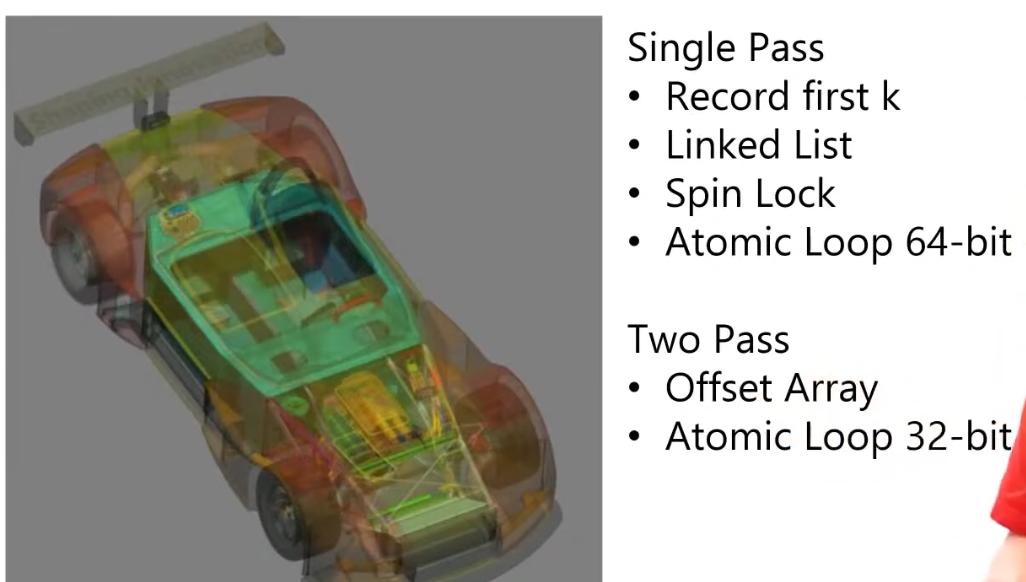 Single Pass
• Record first k
• Linked List
• Spin Lock
• Atomic Loop 64-bit
Two Pass
• Offset Array
• Atomic Loop 32-bit